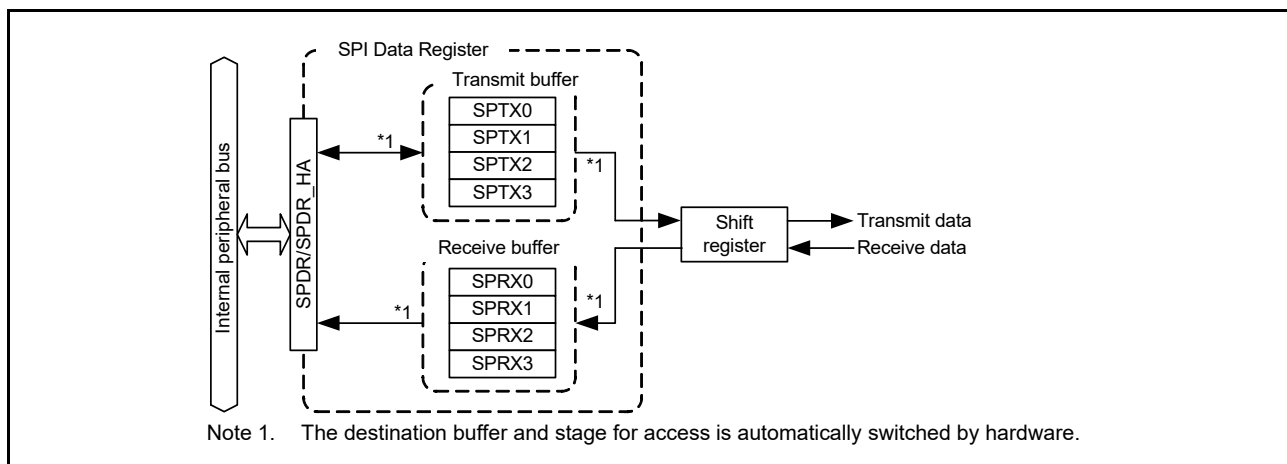 SPI Data Register
Transmit buffer
SPTX0
SPTX1
SPTX2
SPTX3
*1
*1
Internal peripheral bus
SPDR/SPDR_HA
Shift
register
Transmit data
Receive data
Receive buffer
SPRX0
SPRX1
SPRX2
SPRX3
*1
*1
Note 1. The destination buffer and stage for access is automatically switched by hardware.